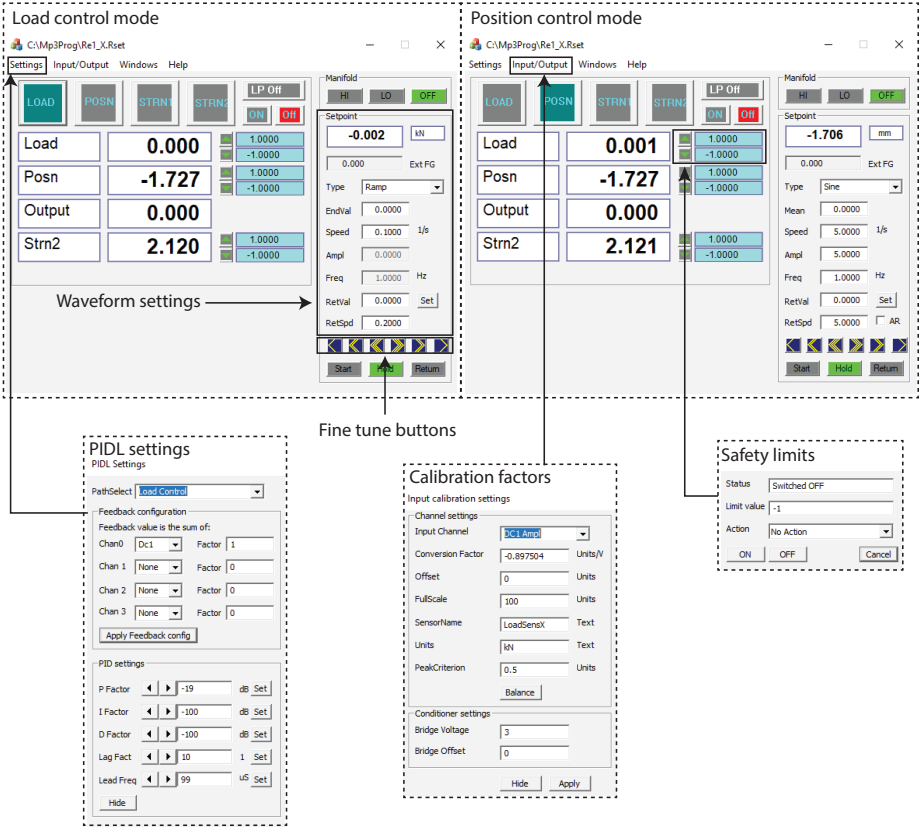 Load control mode
C:\Mp3Prog\Re1_X.Rset
Settings Input/Output Windows Help
LOAD POSN STRN1 STRN2 LP Off
ON Off
Load 0.000 1.0000
-1.0000
Posn -1.727 1.0000
-1.0000
Output 0.000
Strn2 2.120 1.0000
-1.0000
Manifold
HI LO OFF
Setpoint
-0.002 kN
0.000 Ext FG
Type Ramp
EndVal 0.0000
Speed 0.1000 1/s
Ampl 0.0000
Freq 1.0000 Hz
RetVal 0.0000 Set
RetSpd 0.2000
Start Hold Return
Waveform settings
Fine tune buttons
Position control mode
C:\Mp3Prog\Re1_X.Rset
Settings Input/Output Windows Help
LOAD POSN STRN1 STRN2 LP Off
ON Off
Load 0.001 1.0000
-1.0000
Posn -1.727 1.0000
-1.0000
Output 0.000
Strn2 2.121 1.0000
-1.0000
Manifold
HI LO OFF
Setpoint
-1.706 mm
0.000 Ext FG
Type Sine
Mean 0.0000
Speed 5.0000 1/s
Ampl 5.0000
Freq 1.0000 Hz
RetVal 0.0000 Set
RetSpd 5.0000 AR
Start Hold Return
PIDL settings
PIDL Settings
PathSelect Load Control
Feedback configuration
Feedback value is the sum of:
Chan0 Dc1 Factor 1
Chan 1 None Factor 0
Chan 2 None Factor 0
Chan 3 None Factor 0
Apply Feedback config
PID settings
P Factor -19 dB Set
I Factor -100 dB Set
D Factor -100 dB Set
Lag Fact 10 1 Set
Lead Freq 99 uS Set
Hide
Calibration factors
Input calibration settings
Channel settings
Input Channel DC1 Ampl
Conversion Factor -0.897504 Units/V
Offset 0 Units
FullScale 100 Units
SensorName LoadSensX Text
Units kN Text
PeakCriterion 0.5 Units
Balance
Conditioner settings
Bridge Voltage 3
Bridge Offset 0
Hide Apply
Safety limits
Status Switched OFF
Limit value -1
Action No Action
ON OFF Cancel